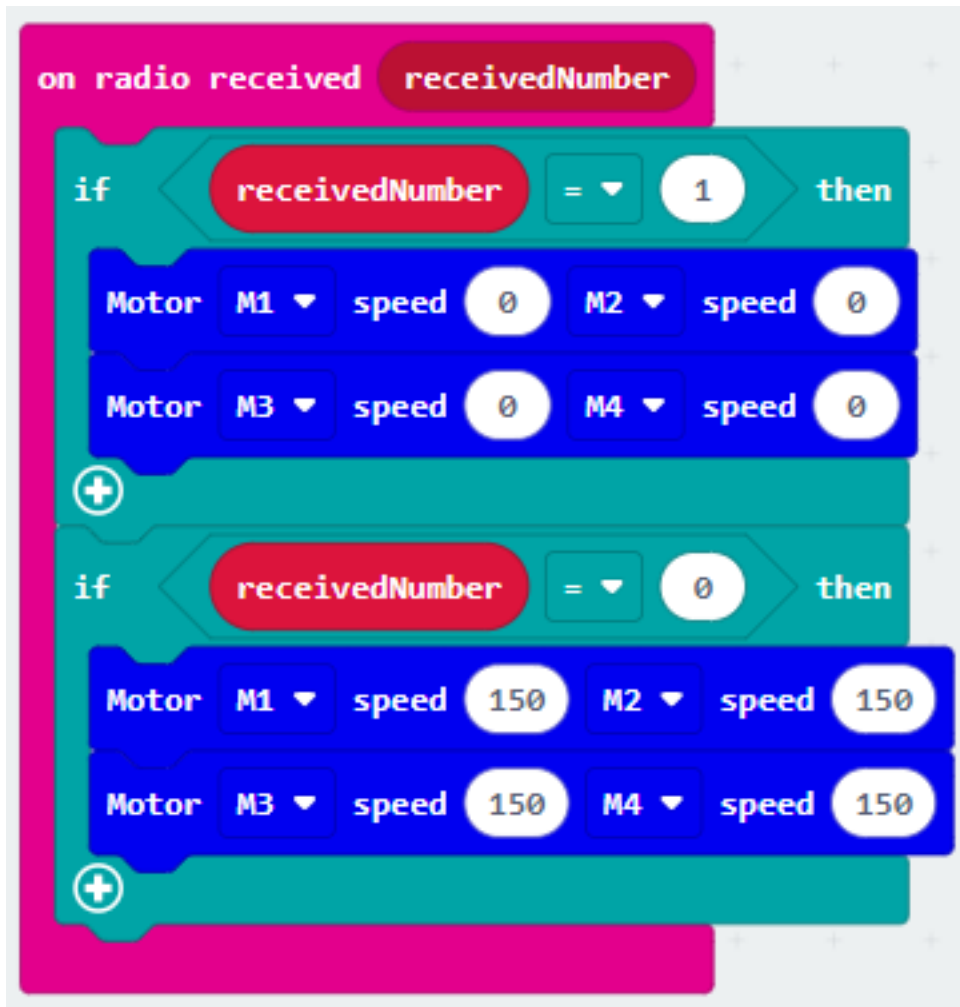 on radio received receivedNumber
if receivedNumber = 1 then
Motor M1 speed 0 M2 speed 0
Motor M3 speed 0 M4 speed 0
if receivedNumber = 0 then
Motor M1 speed 150 M2 speed 150
Motor M3 speed 150 M4 speed 150